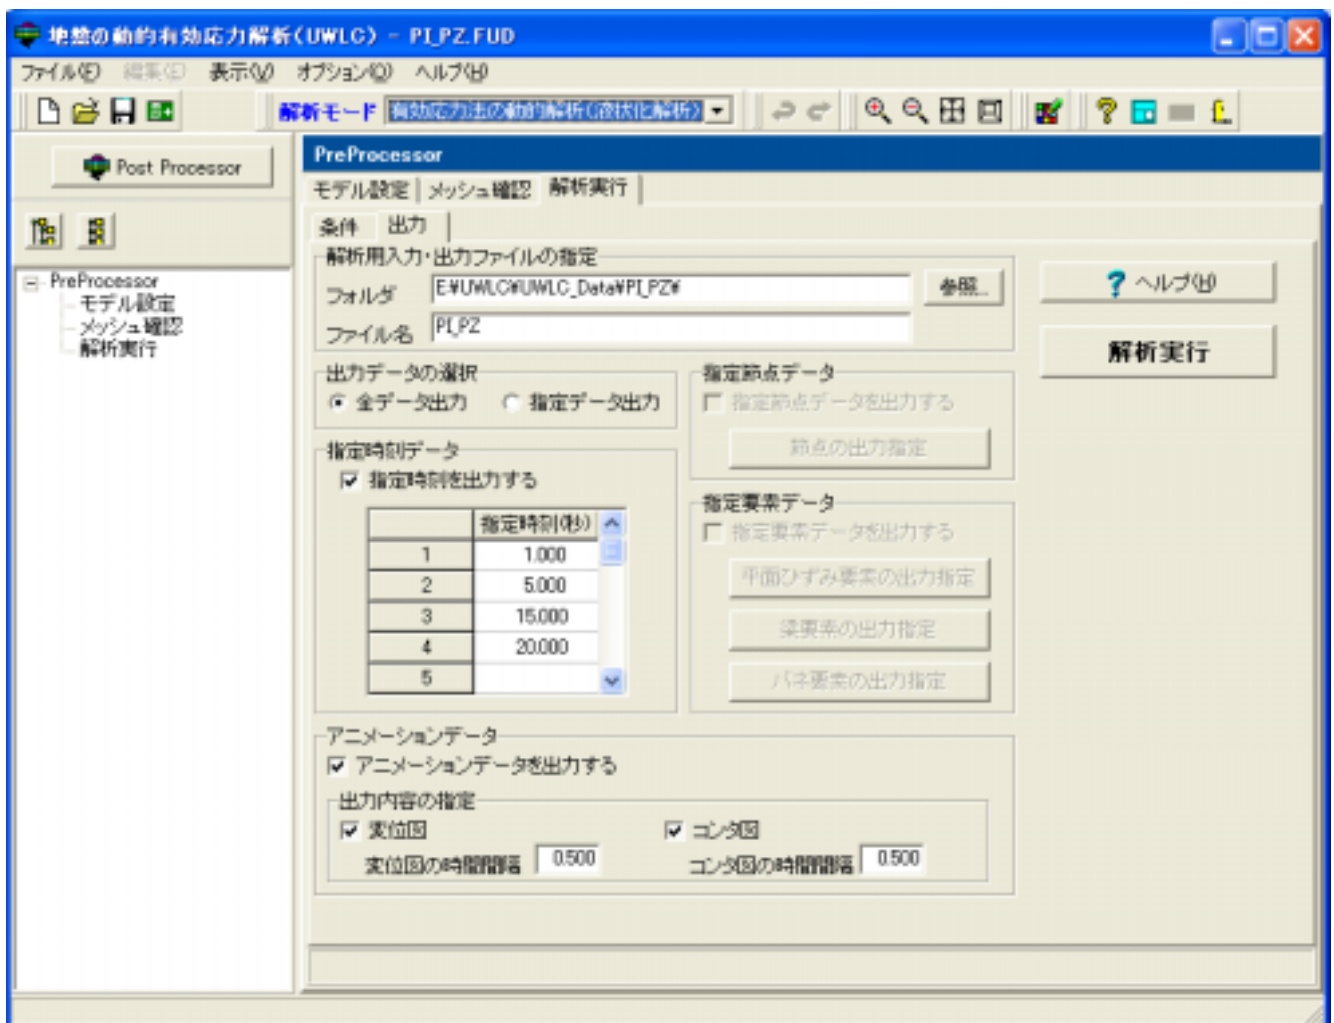 地盤の動的有効応力解析(UWLC) - PI_PZ.FUD
ファイル(F) 編集(E) 表示(V) オプション(O) ヘルプ(H)
解析モード 有効応力法の動的解析(液状化解析)
Post Processor
PreProcessor
モデル設定 メッシュ確認 解析実行
条件 出力
PreProcessor
モデル設定
メッシュ確認
解析実行
解析用入力・出力ファイルの指定
フォルダ E:¥UWLC¥UWLC_Data¥PI_PZ¥ 参照...
ファイル名 PI_PZ
ヘルプ(H)
解析実行
出力データの選択
全データ出力 指定データ出力
指定時刻データ
指定時刻を出力する
指定時刻(秒)
1 1.000
2 5.000
3 15.000
4 20.000
5
指定節点データ
指定節点データを出力する
節点の出力指定
指定要素データ
指定要素データを出力する
平面ひずみ要素の出力指定
梁要素の出力指定
バネ要素の出力指定
アニメーションデータ
アニメーションデータを出力する
出力内容の指定
変位図 コンタ図
変位図の時間間隔 0.500 コンタ図の時間間隔 0.500